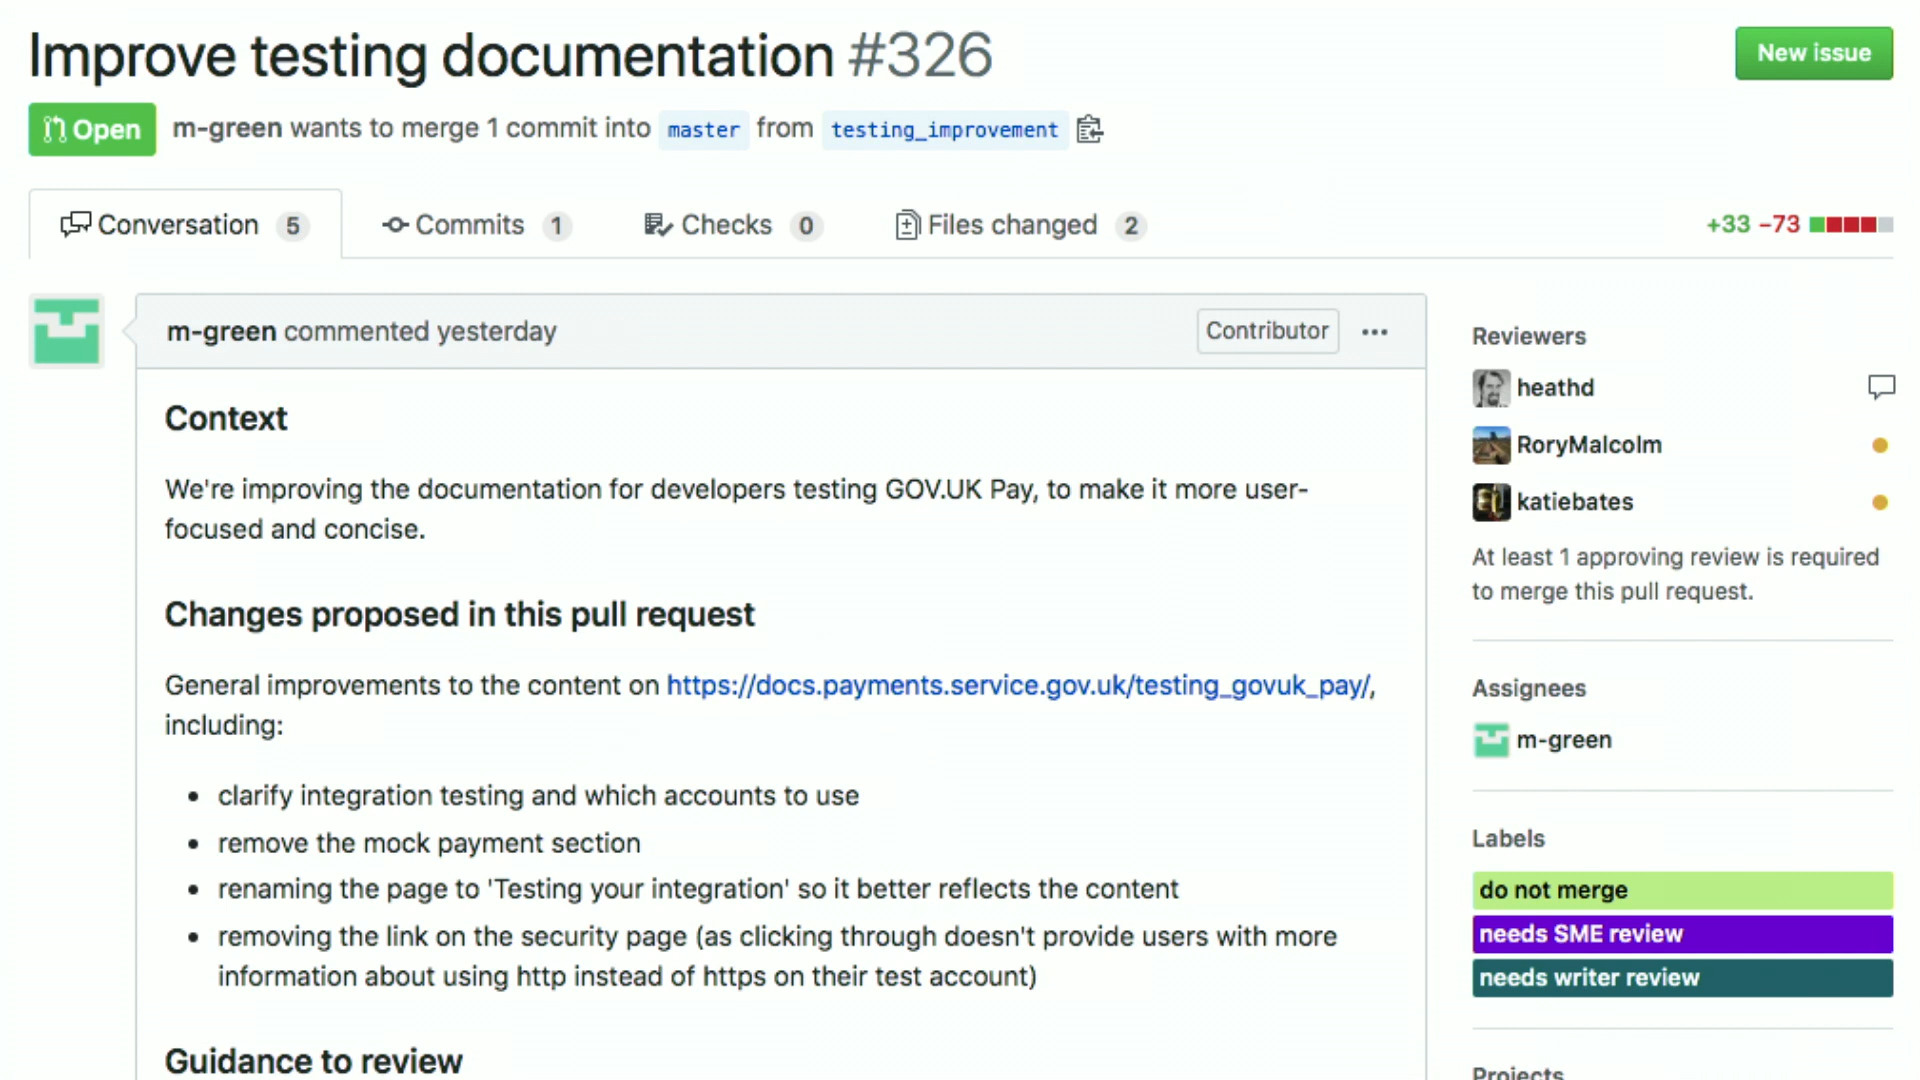 Improve testing documentation #326
New issue
Open m-green wants to merge 1 commit into master from testing_improvement
Conversation 5 Commits 1 Checks 0 Files changed 2 +33 −73
m-green commented yesterday Contributor
Context
We're improving the documentation for developers testing GOV.UK Pay, to make it more user-
focused and concise.
Changes proposed in this pull request
General improvements to the content on https://docs.payments.service.gov.uk/testing_govuk_pay/,
including:
• clarify integration testing and which accounts to use
• remove the mock payment section
• renaming the page to 'Testing your integration' so it better reflects the content
• removing the link on the security page (as clicking through doesn't provide users with more
information about using http instead of https on their test account)
Guidance to review
Reviewers
heathd
RoryMalcolm
katiebates
At least 1 approving review is required
to merge this pull request.
Assignees
m-green
Labels
do not merge
needs SME review
needs writer review
Projects